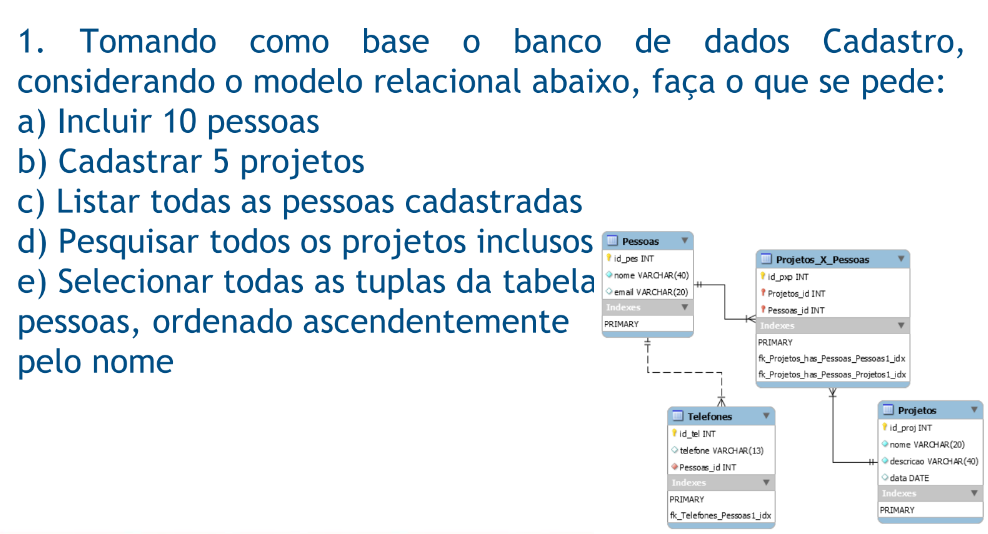 1. Tomando como base o banco de dados Cadastro,
considerando o modelo relacional abaixo, faça o que se pede:
a) Incluir 10 pessoas
b) Cadastrar 5 projetos
c) Listar todas as pessoas cadastradas
d) Pesquisar todos os projetos inclusos
e) Selecionar todas as tuplas da tabela
pessoas, ordenado ascendentemente
pelo nome
Pessoas
id_pes INT
nome VARCHAR(40)
email VARCHAR(20)
Indexes
PRIMARY
Projetos_X_Pessoas
id_pxp INT
Projetos_id INT
Pessoas_id INT
Indexes
PRIMARY
fk_Projetos_has_Pessoas_Pessoas1_idx
fk_Projetos_has_Pessoas_Projetos1_idx
Telefones
id_tel INT
telefone VARCHAR(13)
Pessoas_id INT
Indexes
PRIMARY
fk_Telefones_Pessoas1_idx
Projetos
id_proj INT
nome VARCHAR(20)
descricao VARCHAR(40)
data DATE
Indexes
PRIMARY